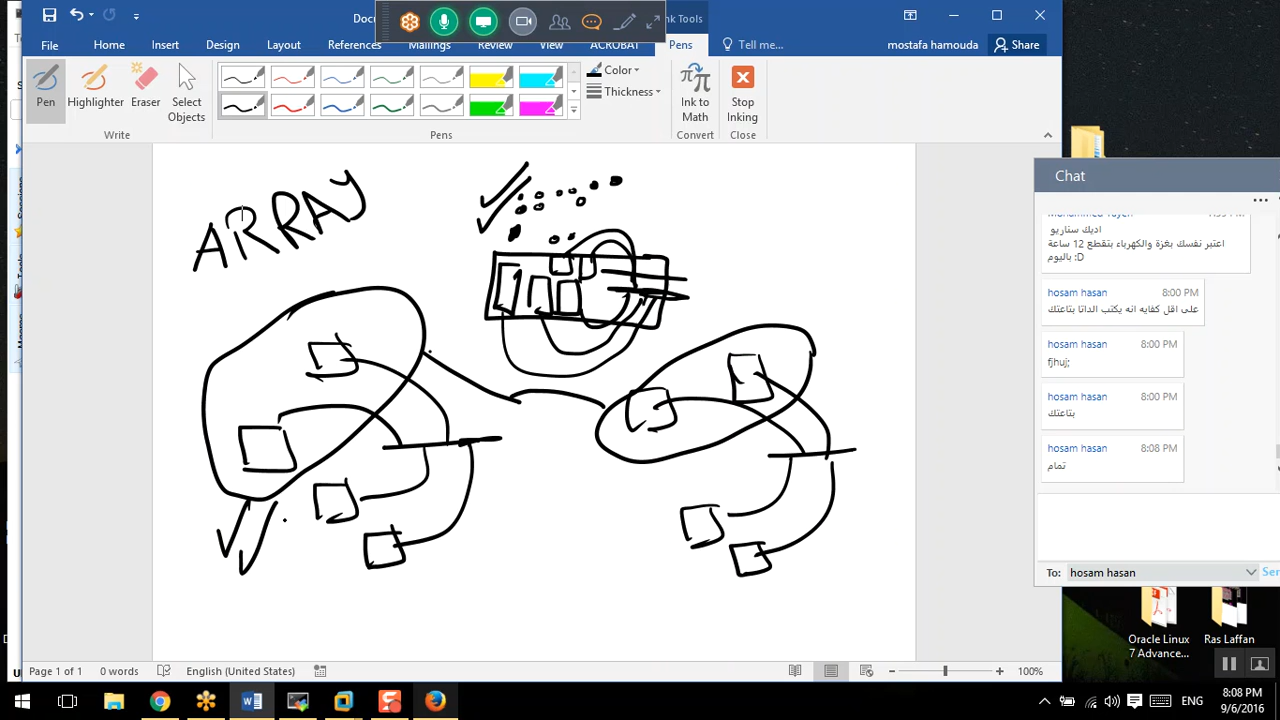 Doc
nk Tools
File
Home
Insert
Design
Layout
References
Mailings
Review
View
ACROBAT
Pens
Tell me...
mostafa hamouda
Share
Pen
Highlighter
Eraser
Select Objects
Color
Thickness
Ink to Math
Stop Inking
Write
Pens
Convert
Close
ARRAY
Chat
اديك سناريو
اعتبر نفسك بغزة والكهرباء بتقطع 12 ساعة
باليوم :D
hosam hasan 8:00 PM
على اقل كفايه انه يكتب الداتا بتاعتك
hosam hasan 8:00 PM
fjhuj;
hosam hasan 8:00 PM
بتاعتك
hosam hasan 8:08 PM
تمام
To: hosam hasan
Oracle Linux
7 Advance...
Ras Laffan
Page 1 of 1
0 words
English (United States)
100%
ENG
8:08 PM
9/6/2016